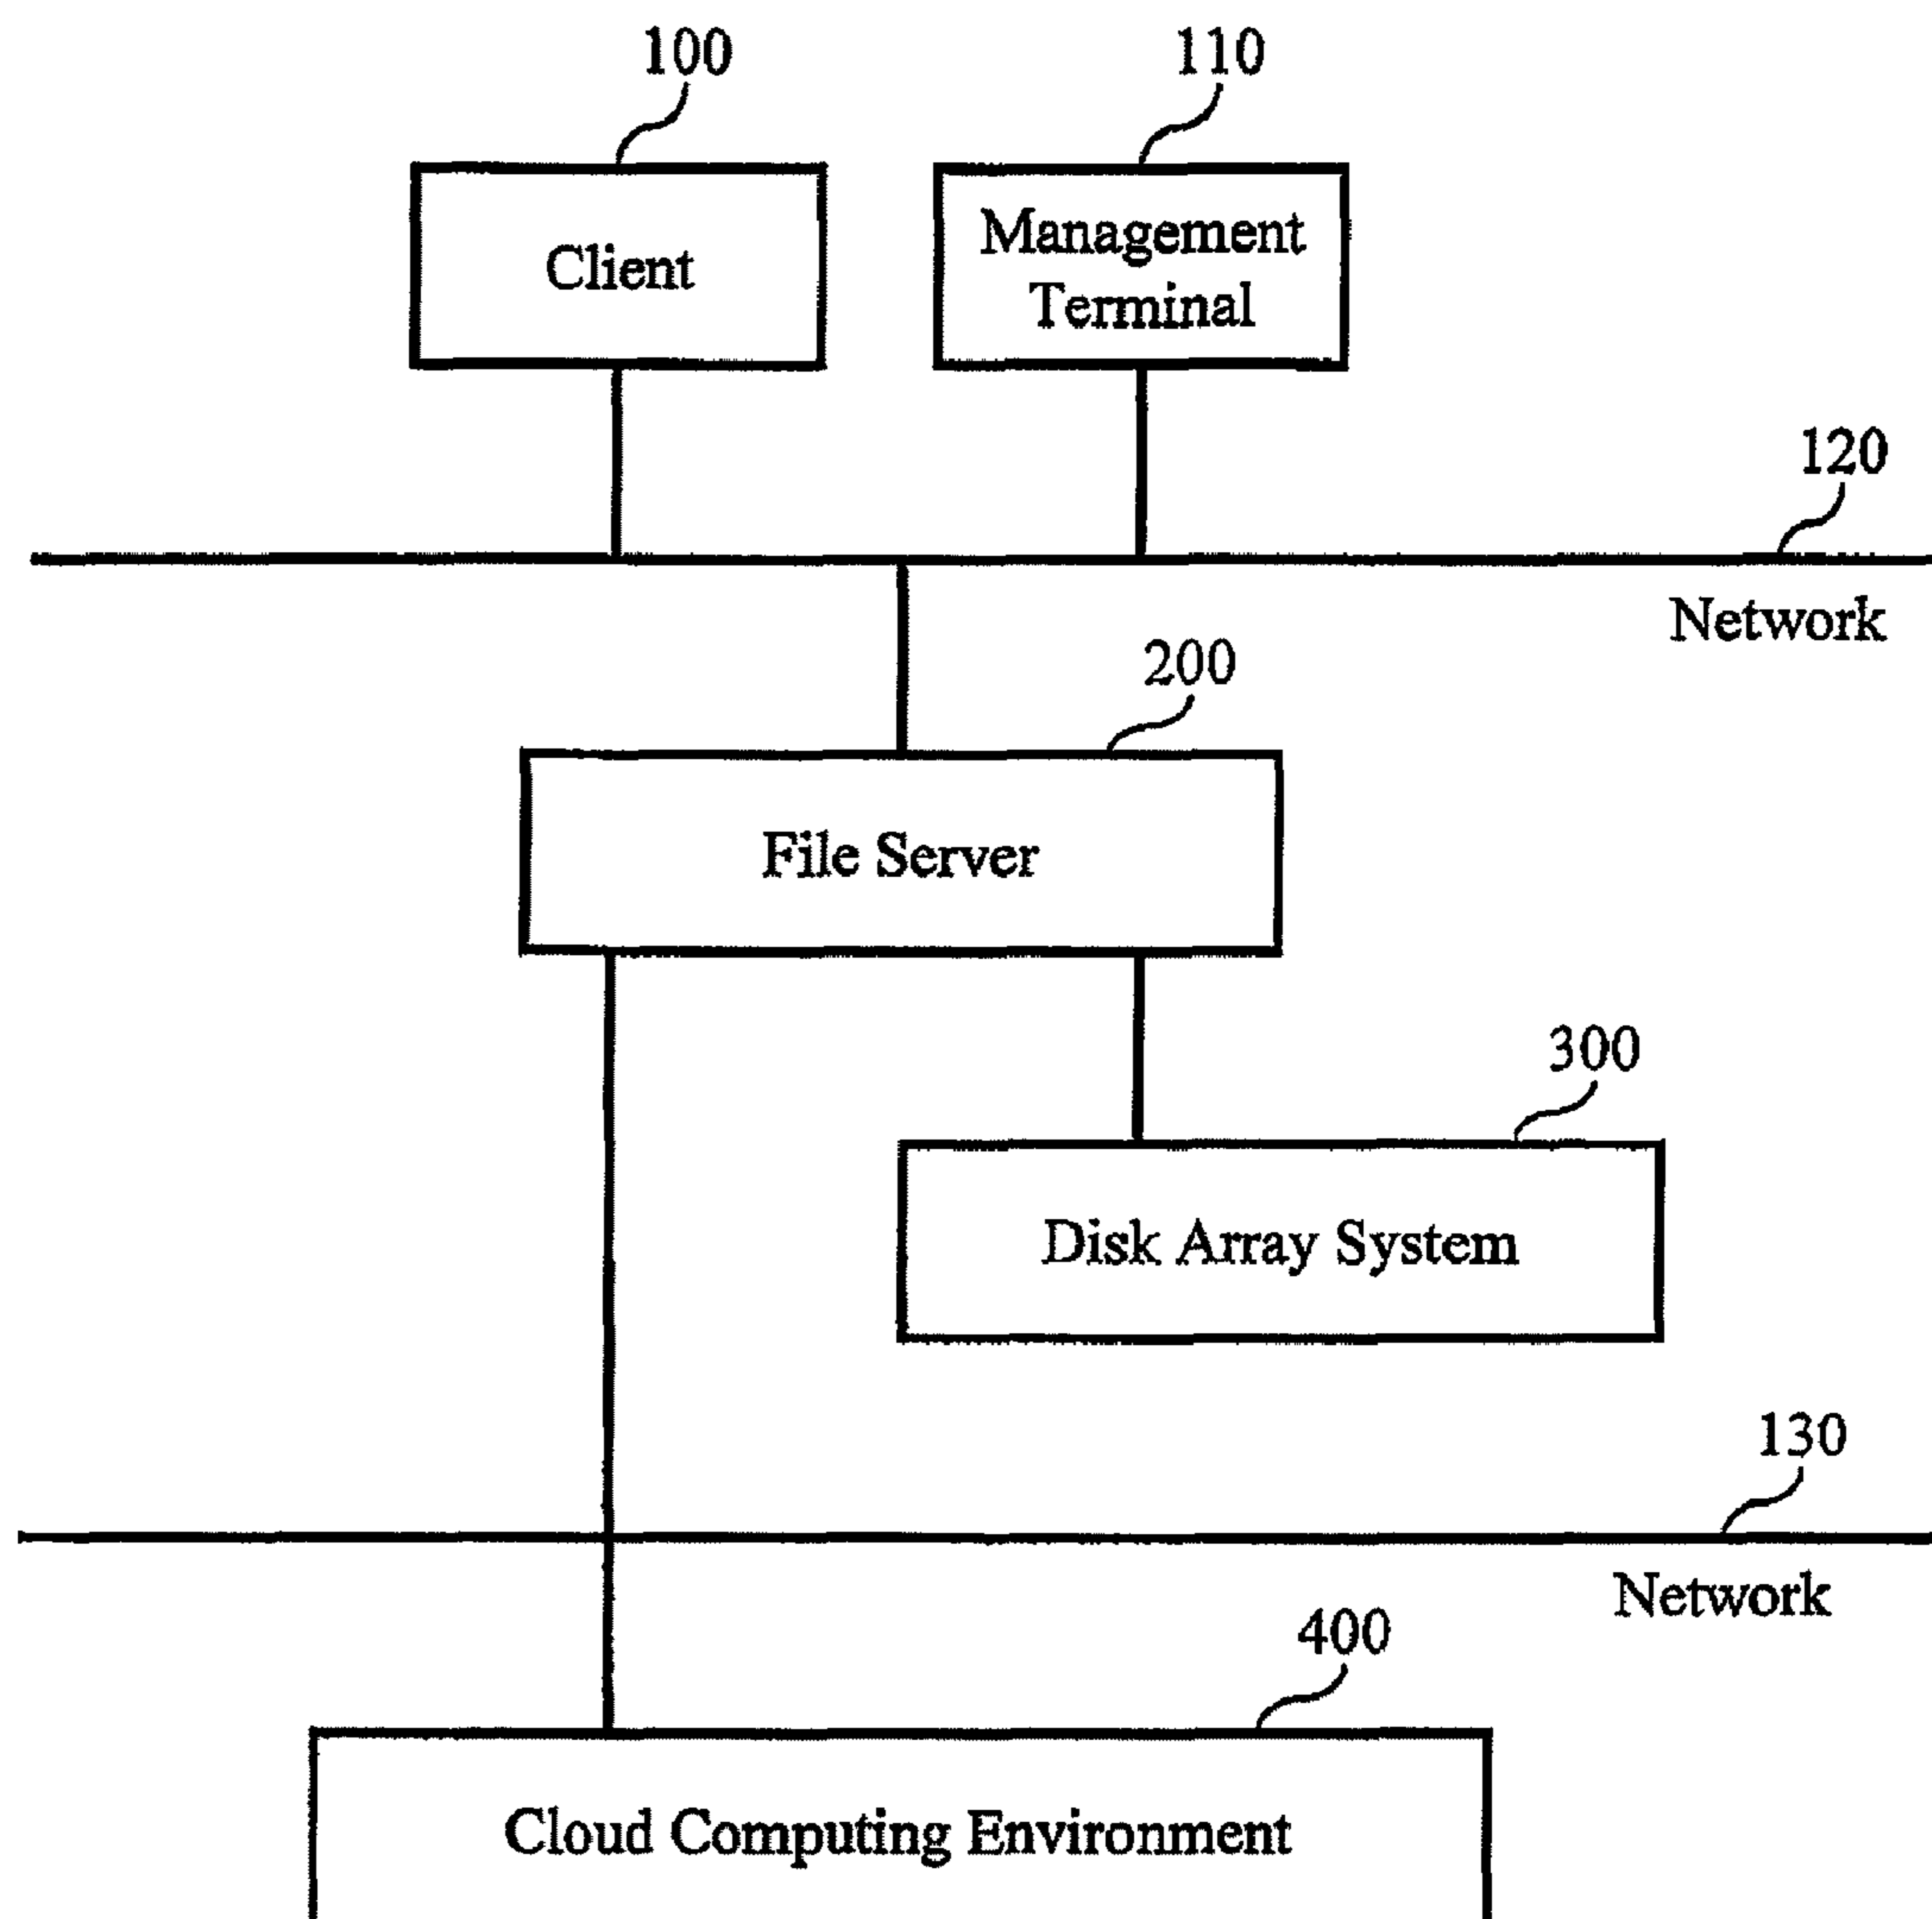 100
110
Client
Management
Terminal
120
Network
200
File Server
300
Disk Array System
130
Network
400
Cloud Computing Environment